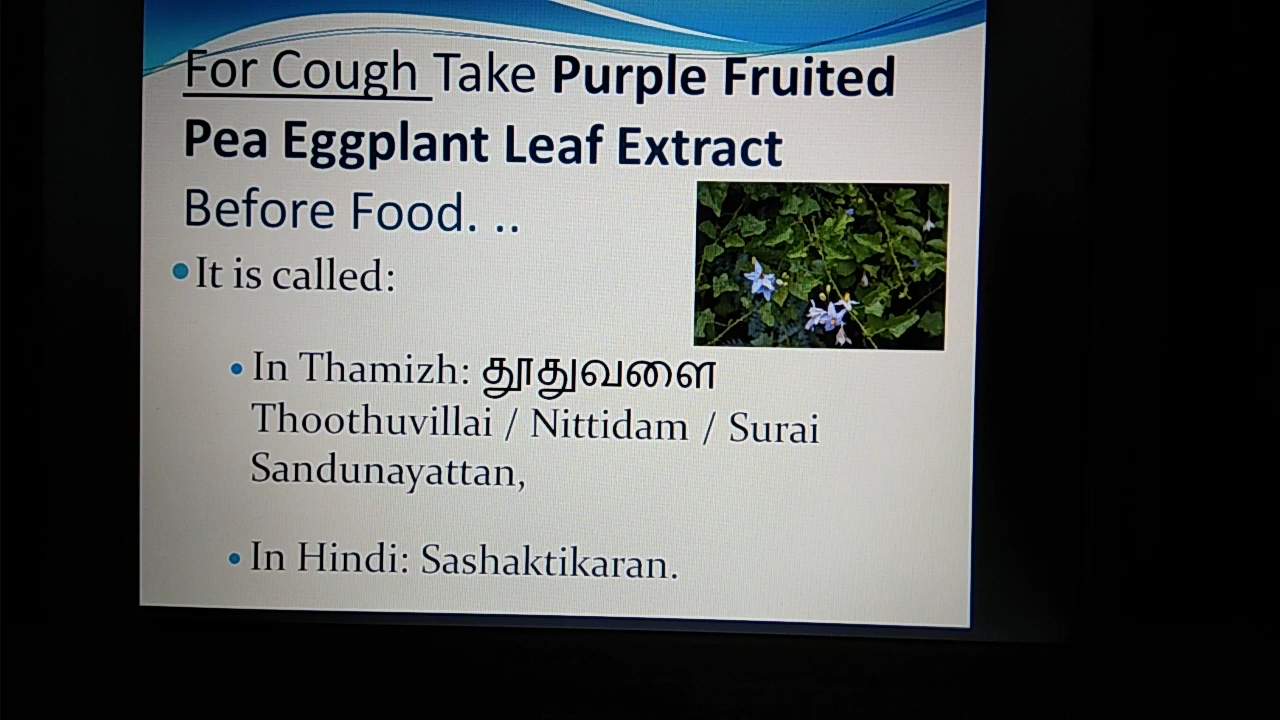 For Cough Take Purple Fruited
Pea Eggplant Leaf Extract
Before Food. ..
It is called:
In Thamizh: தூதுவளை
Thoothuvillai / Nittidam / Surai
Sandunayattan,
In Hindi: Sashaktikaran.